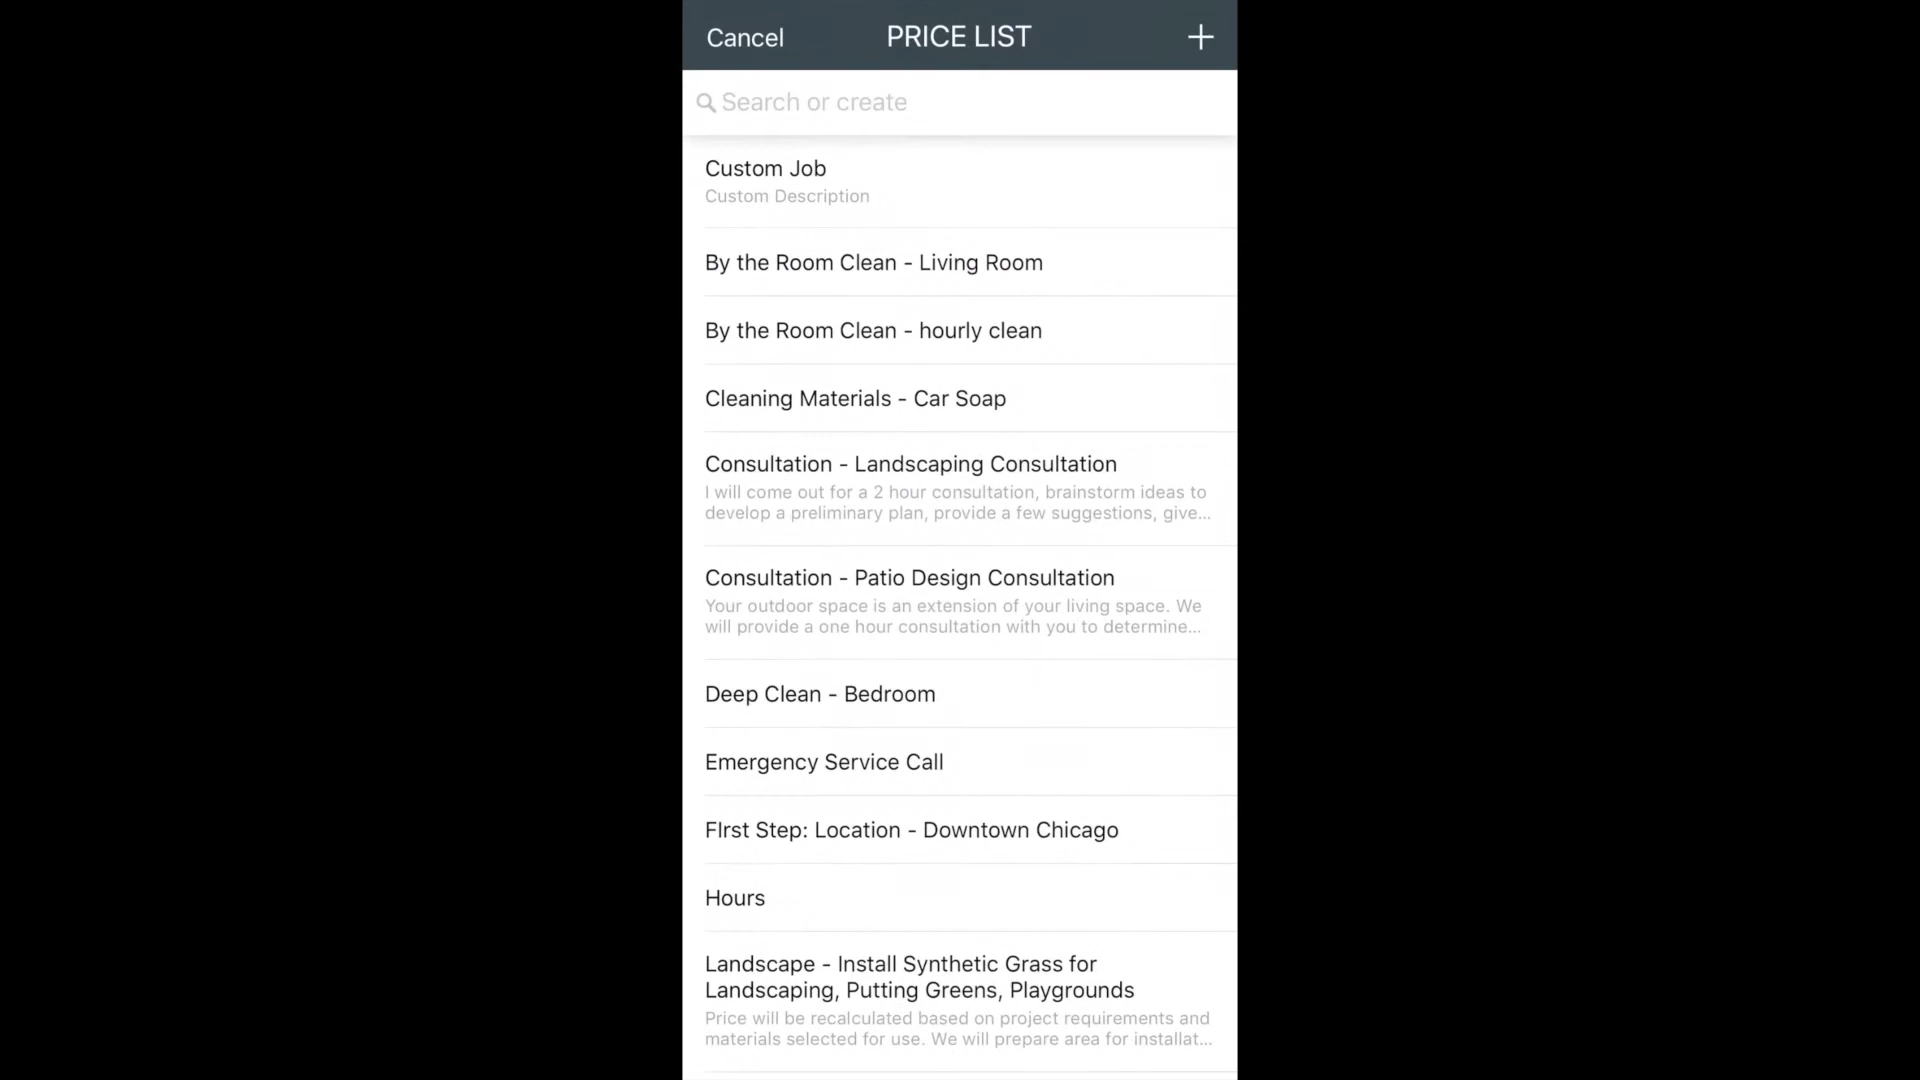 Cancel PRICE LIST +
Search or create
Custom Job
Custom Description
By the Room Clean - Living Room
By the Room Clean - hourly clean
Cleaning Materials - Car Soap
Consultation - Landscaping Consultation
I will come out for a 2 hour consultation, brainstorm ideas to
develop a preliminary plan, provide a few suggestions, give...
Consultation - Patio Design Consultation
Your outdoor space is an extension of your living space. We
will provide a one hour consultation with you to determine...
Deep Clean - Bedroom
Emergency Service Call
FIrst Step: Location - Downtown Chicago
Hours
Landscape - Install Synthetic Grass for
Landscaping, Putting Greens, Playgrounds
Price will be recalculated based on project requirements and
materials selected for use. We will prepare area for installat...